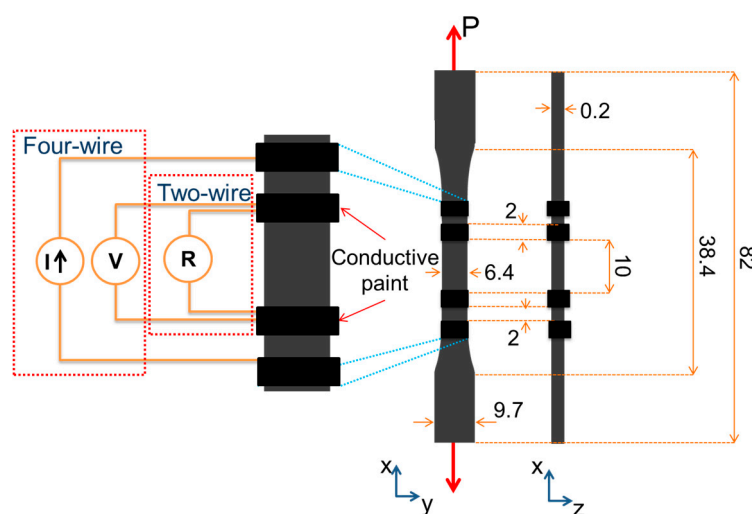 P
Four-wire
Two-wire
I
V
R
Conductive
paint
0.2
2
6.4
10
38.4
82
2
9.7
x
y
x
z